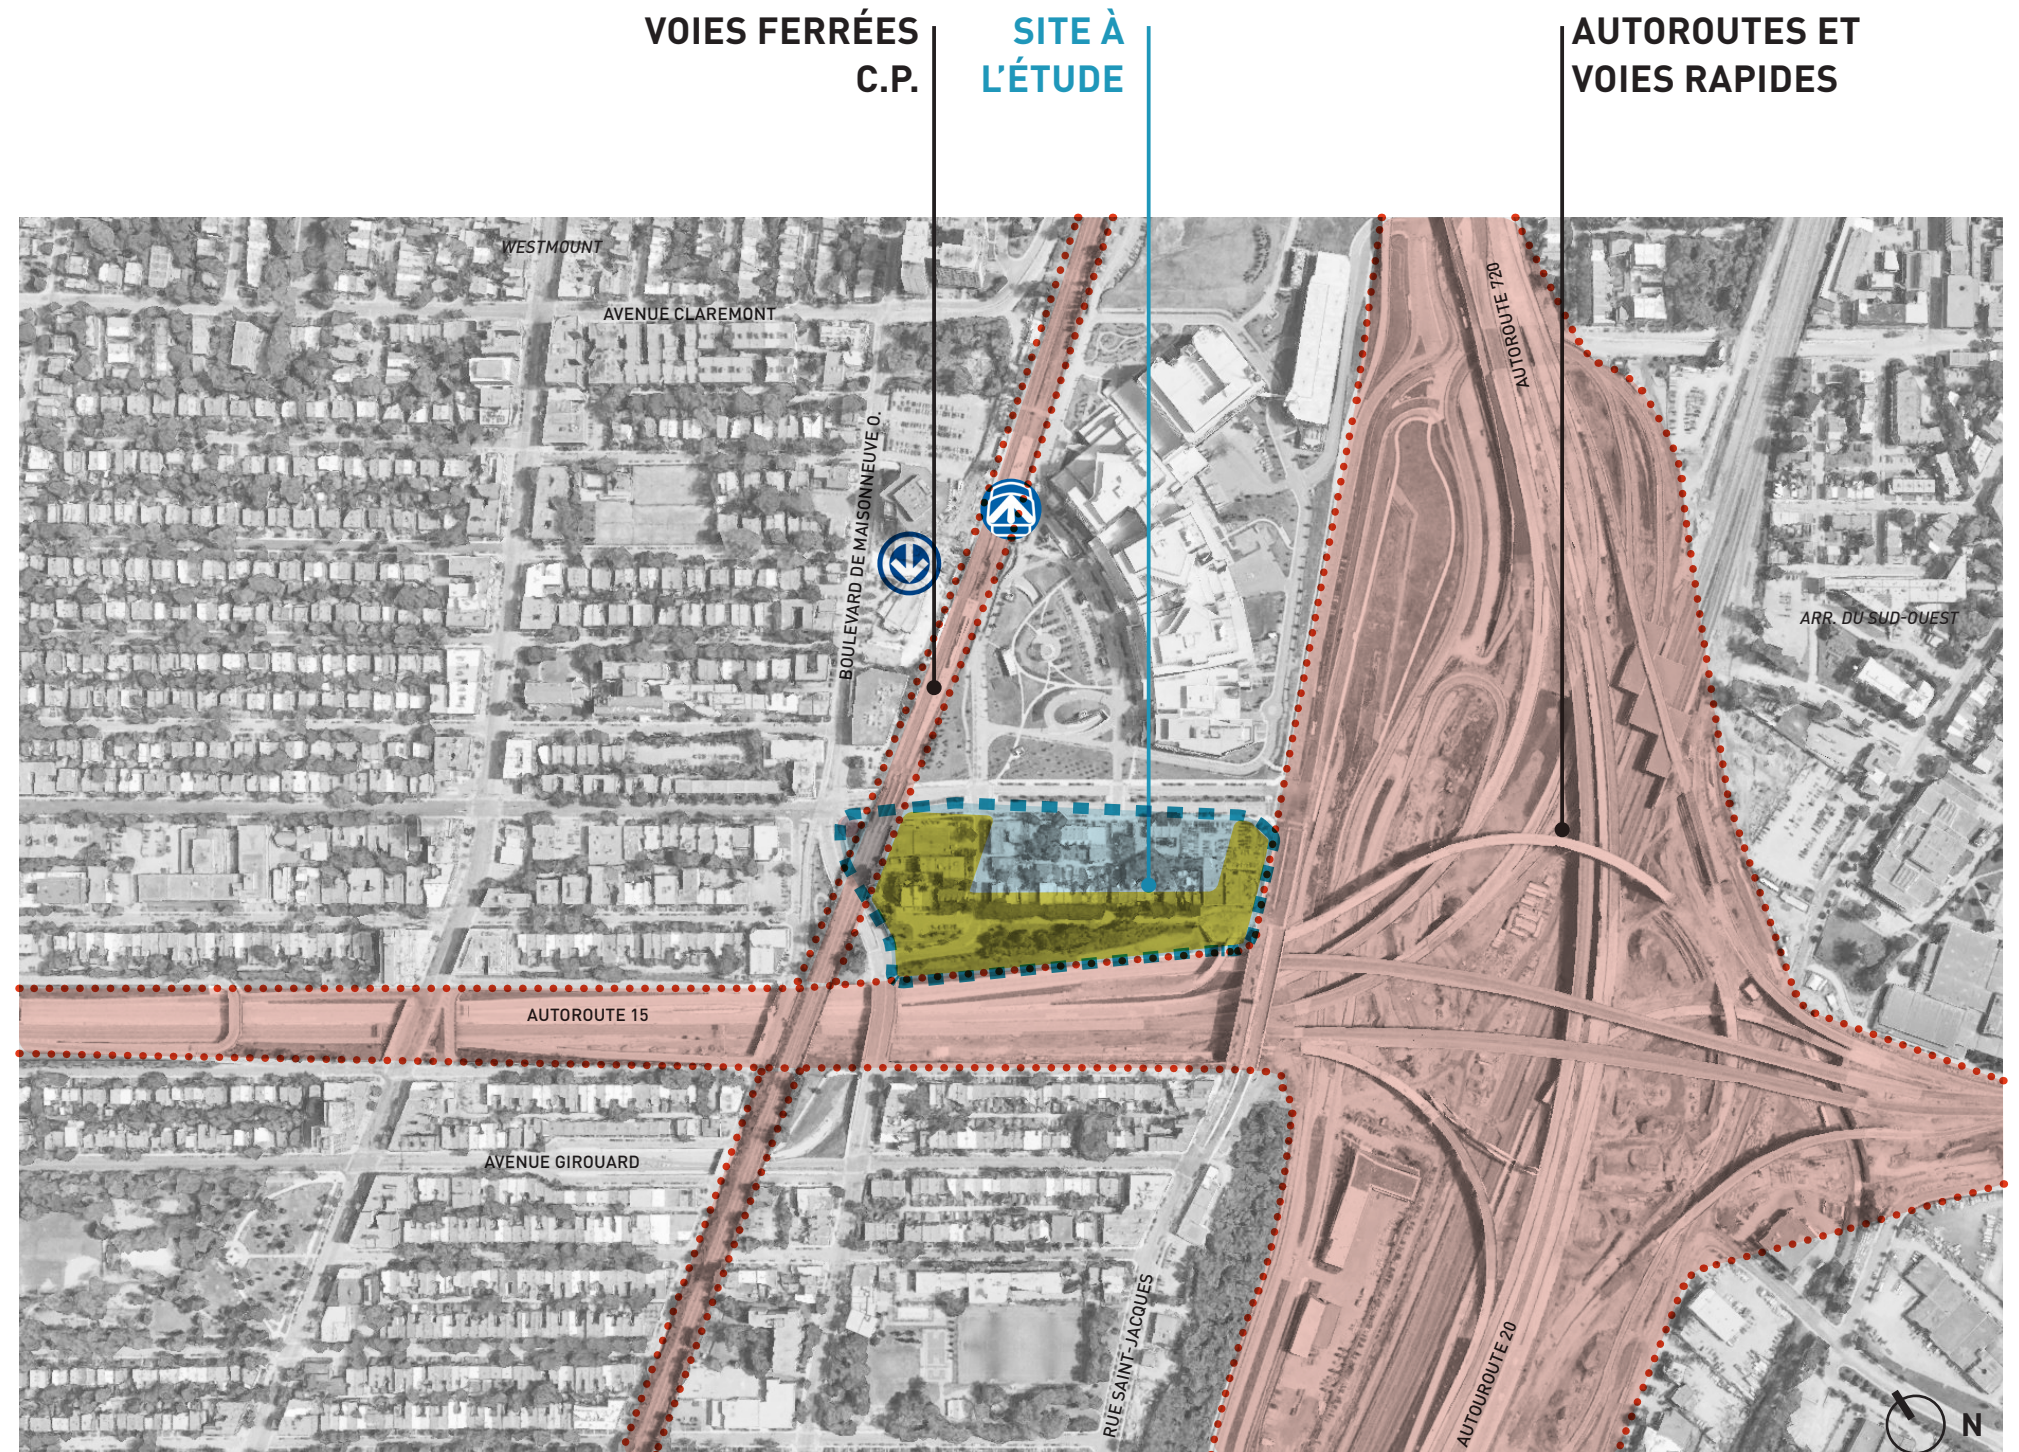 VOIES FERRÉES
C.P.
SITE À
L'ÉTUDE
AUTOROUTES ET
VOIES RAPIDES
WESTMOUNT
AVENUE CLAREMONT
AUTOROUTE 720
BOULEVARD DE MAISONNEUVE O.
ARR. DU SUD-OUEST
AUTOROUTE 15
AVENUE GIROUARD
RUE SAINT-JACQUES
AUTOUROUTE 20
N